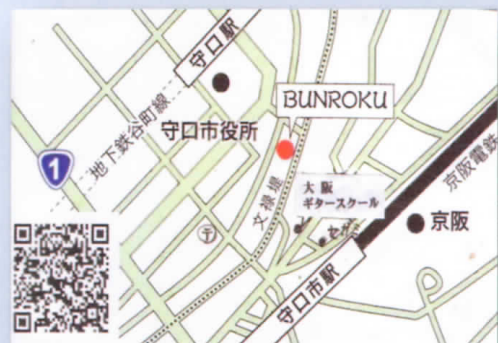 守口駅
BUNROKU
守口市役所
地下鉄谷町線
1
文禄堤
大阪
ギタースクール
京阪電鉄
京阪
〒
守口市駅